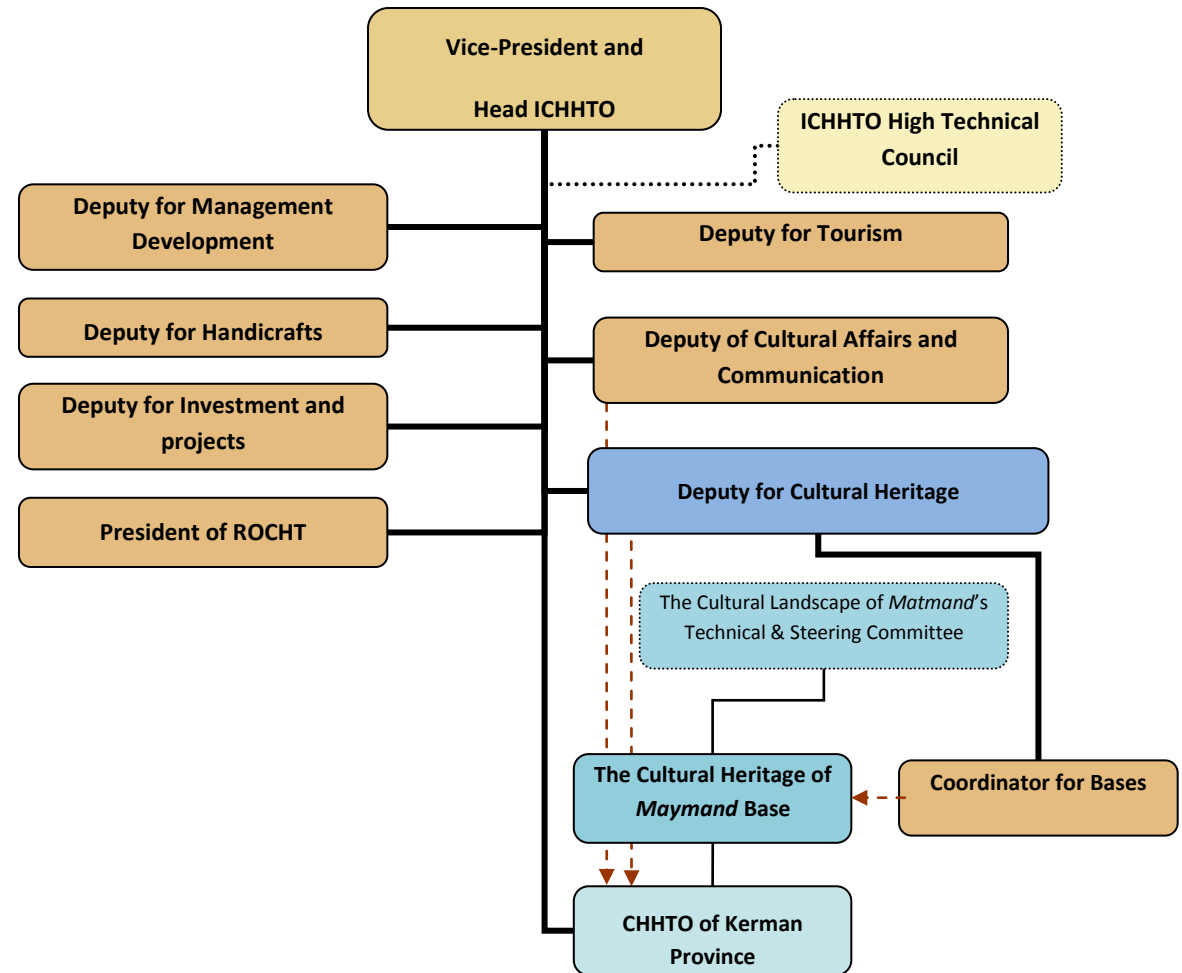 Vice-President and
Head ICHHTO
ICHHTO High Technical
Council
Deputy for Management
Development
Deputy for Tourism
Deputy for Handicrafts
Deputy of Cultural Affairs and
Communication
Deputy for Investment and
projects
Deputy for Cultural Heritage
President of ROCHT
The Cultural Landscape of Matmand's
Technical & Steering Committee
The Cultural Heritage of
Maymand Base
Coordinator for Bases
CHHTO of Kerman
Province